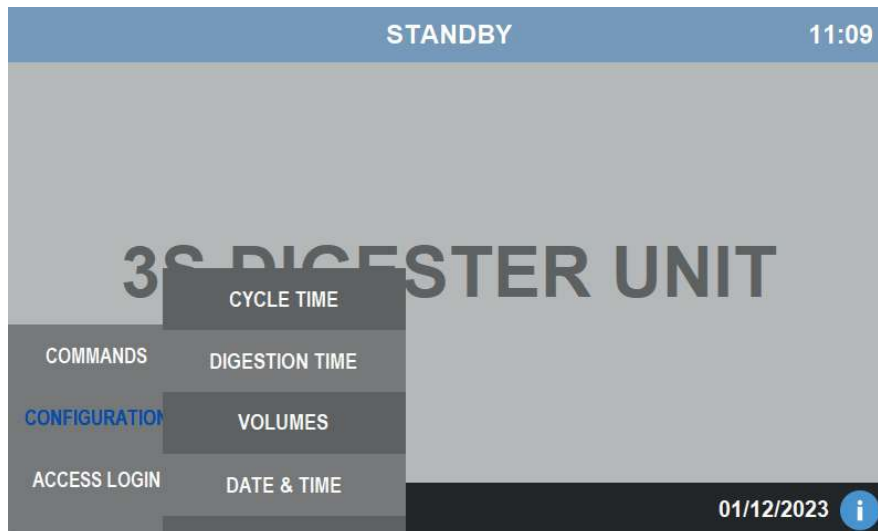 STANDBY
11:09
3S DIGESTER UNIT
CYCLE TIME
DIGESTION TIME
VOLUMES
DATE & TIME
COMMANDS
CONFIGURATION
ACCESS LOGIN
01/12/2023
i